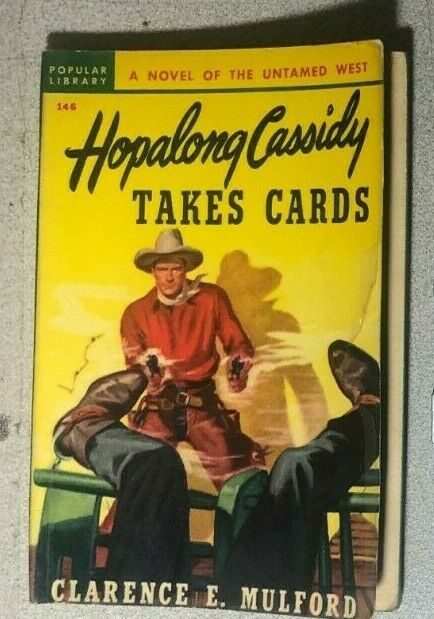 POPULAR
LIBRARY
A NOVEL OF THE UNTAMED WEST
146
Hopalong Cassidy
TAKES CARDS
CLARENCE E. MULFORD